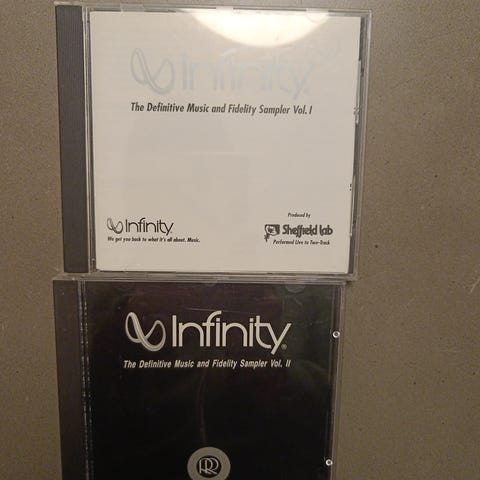 Infinity®
The Definitive Music and Fidelity Sampler Vol. I
Infinity®
We get you back to what it's all about. Music.
Produced by
Sheffield Lab
Performed Live to Two-Track
Infinity®
The Definitive Music and Fidelity Sampler Vol. II
RR